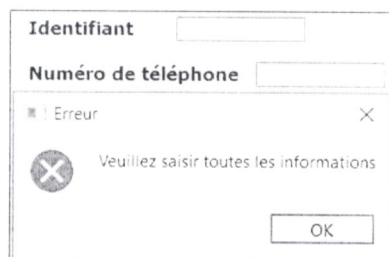 Identifiant
Numéro de téléphone
Erreur
Veuillez saisir toutes les informations
OK